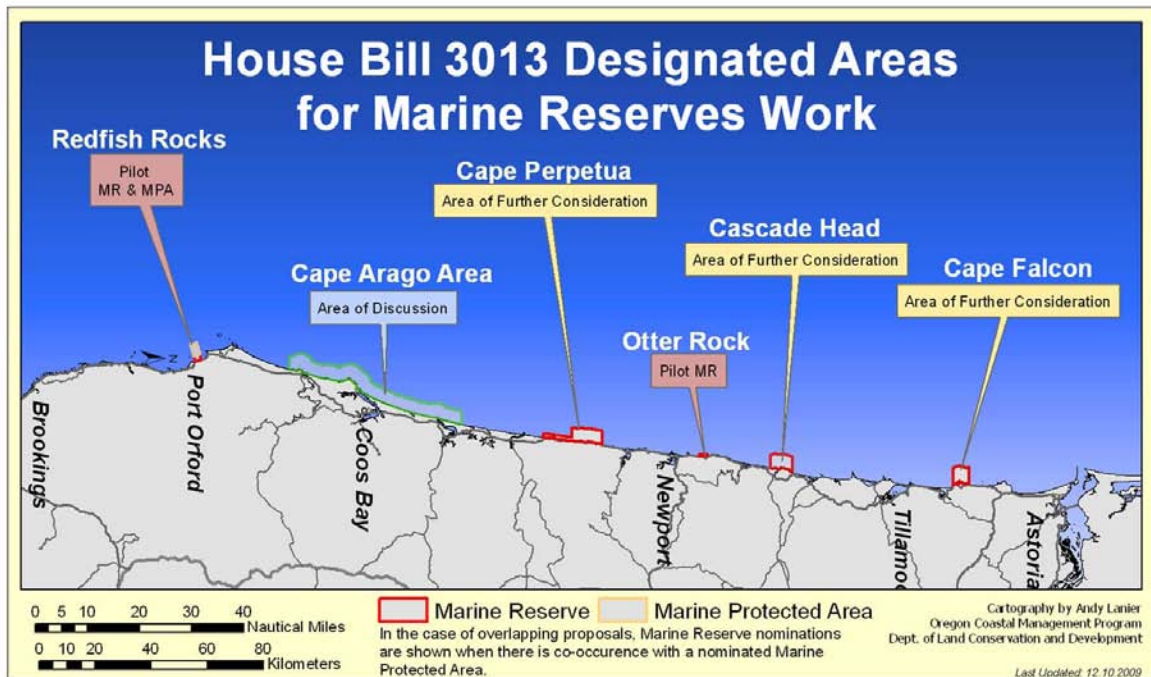 House Bill 3013 Designated Areas
for Marine Reserves Work
Redfish Rocks
Pilot
MR & MPA
Cape Perpetua
Area of Further Consideration
Cascade Head
Area of Further Consideration
Cape Arago Area
Area of Discussion
Cape Falcon
Area of Further Consideration
Otter Rock
Pilot MR
N
Brookings
Port Orford
Coos Bay
Newport
Tillamoo
Astoria
0 5 10 20 30 40
Nautical Miles
0 10 20 40 60 80
Kilometers
Marine Reserve
Marine Protected Area
In the case of overlapping proposals, Marine Reserve nominations
are shown when there is co-occurence with a nominated Marine
Protected Area.
Cartography by Andy Lanier
Oregon Coastal Management Program
Dept. of Land Conservation and Development
Last Updated: 12.10.2009